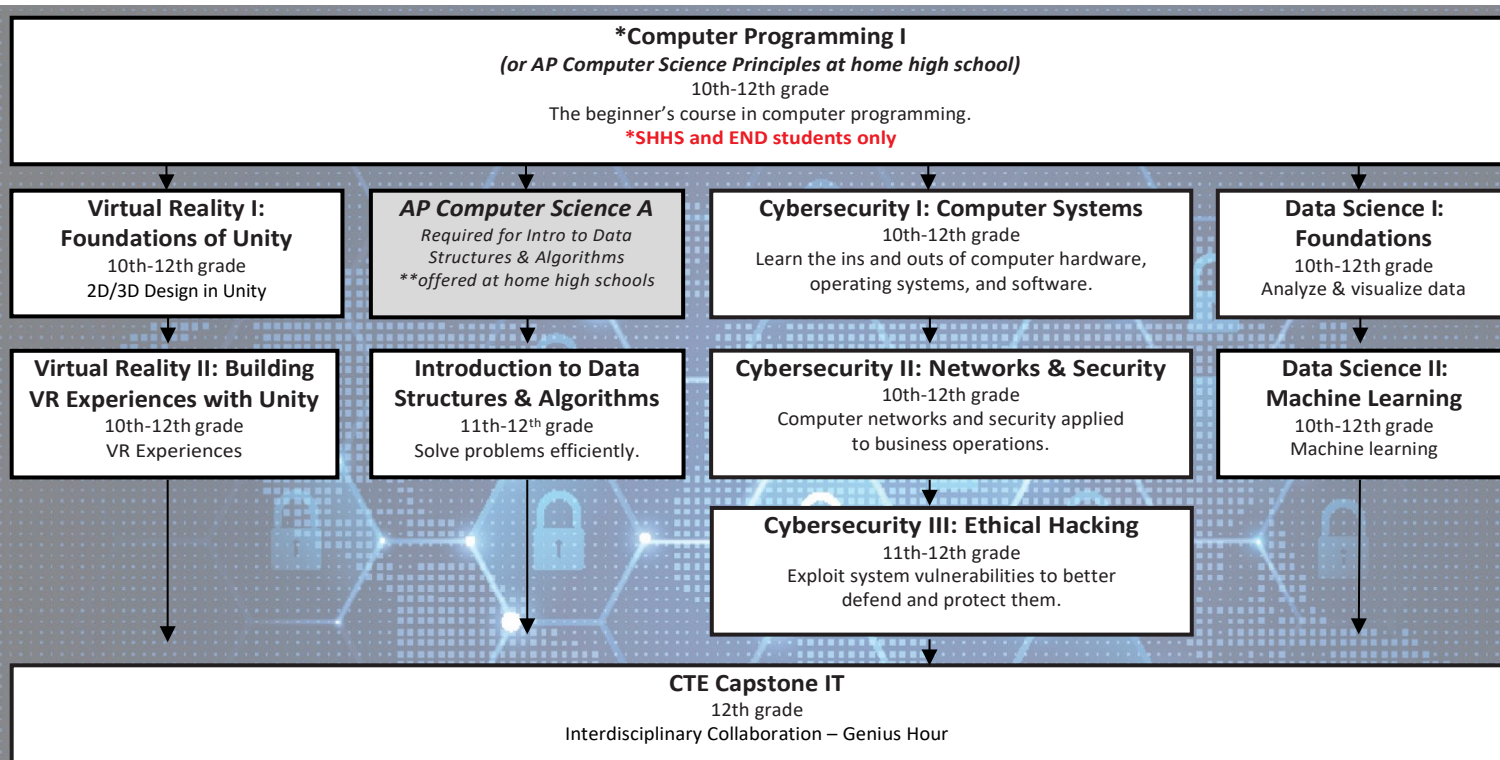 *Computer Programming I
(or AP Computer Science Principles at home high school)
10th-12th grade
The beginner's course in computer programming.
*SHHS and END students only
Virtual Reality I:
Foundations of Unity
10th-12th grade
2D/3D Design in Unity
AP Computer Science A
Required for Intro to Data
Structures & Algorithms
**offered at home high schools
Cybersecurity I: Computer Systems
10th-12th grade
Learn the ins and outs of computer hardware,
operating systems, and software.
Data Science I:
Foundations
10th-12th grade
Analyze & visualize data
Virtual Reality II: Building
VR Experiences with Unity
10th-12th grade
VR Experiences
Introduction to Data
Structures & Algorithms
11th-12th grade
Solve problems efficiently.
Cybersecurity II: Networks & Security
10th-12th grade
Computer networks and security applied
to business operations.
Data Science II:
Machine Learning
10th-12th grade
Machine learning
Cybersecurity III: Ethical Hacking
11th-12th grade
Exploit system vulnerabilities to better
defend and protect them.
CTE Capstone IT
12th grade
Interdisciplinary Collaboration – Genius Hour